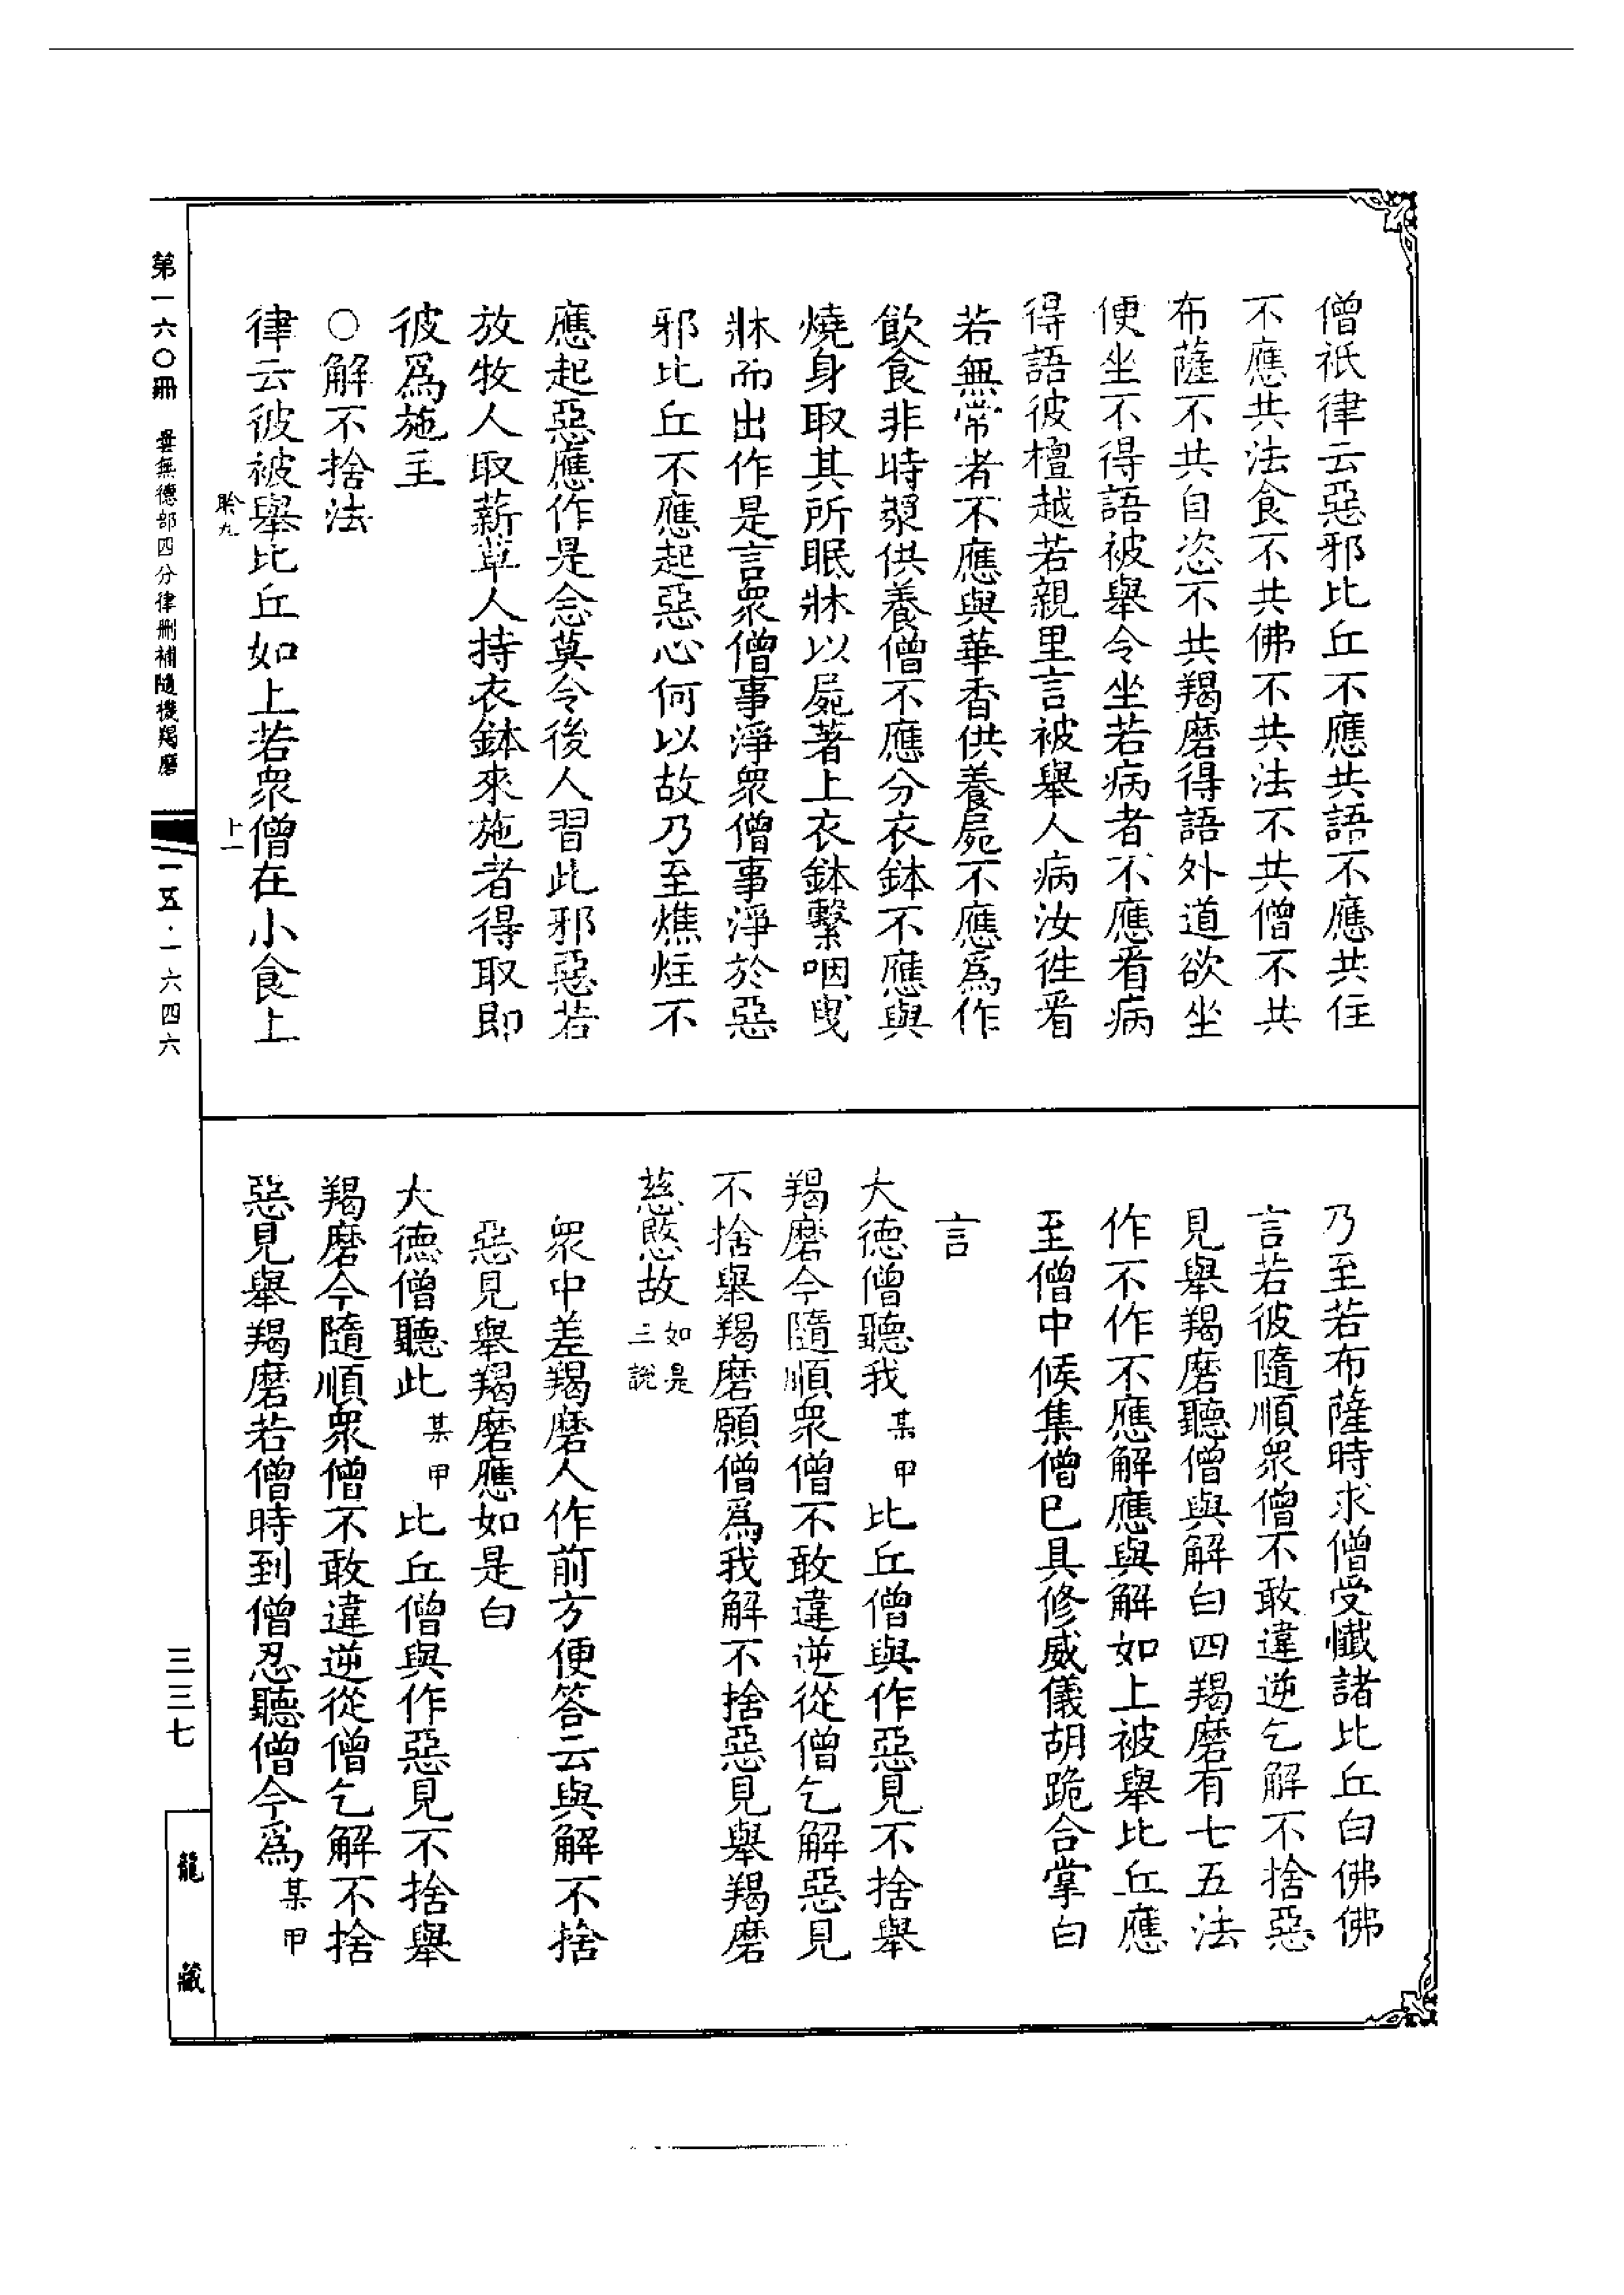 僧祇律云惡邪比丘不應共語不應共住
不應共法食不共佛不共法不共僧不共
布薩不共自恣不共羯磨得語外道欲坐
便坐不得語被舉令坐若病者不應看病
得語彼檀越若親里言被舉人病汝往看
若無常者不應與華香供養屍不應為作
飲食非時漿供養僧不應分衣鉢不應與
燒身取其所眠牀以屍著上衣鉢繫咽曳
牀而出作是言眾僧事淨眾僧事淨於惡
邪比丘不應起惡心何以故乃至燋炷不
應起惡應作是念莫令後人習此邪惡若
放牧人取薪草人持衣鉢來施者得取即
彼為施主
○解不捨法
律云彼被舉比丘如上若眾僧在小食上
乃至若布薩時求僧受懺諸比丘白佛佛
言若彼隨順眾僧不敢違逆乞解不捨惡
見舉羯磨聽僧與解白四羯磨有七五法
作不作不應解應與解如上被舉比丘應
至僧中候集僧已具修威儀胡跪合掌白
言
大德僧聽我某甲比丘僧與作惡見不捨舉
羯磨今隨順眾僧不敢違逆從僧乞解惡見
不捨舉羯磨願僧為我解不捨惡見舉羯磨
慈愍故如是三說
眾中差羯磨人作前方便答云與解不捨
惡見舉羯磨應如是白
大德僧聽此某甲比丘僧與作惡見不捨舉
羯磨今隨順眾僧不敢違逆從僧乞解不捨
惡見舉羯磨若僧時到僧忍聽僧今為某甲
第一六〇冊 曇無德部四分律刪補隨機羯磨
一五·一六四六
三三七
龍藏